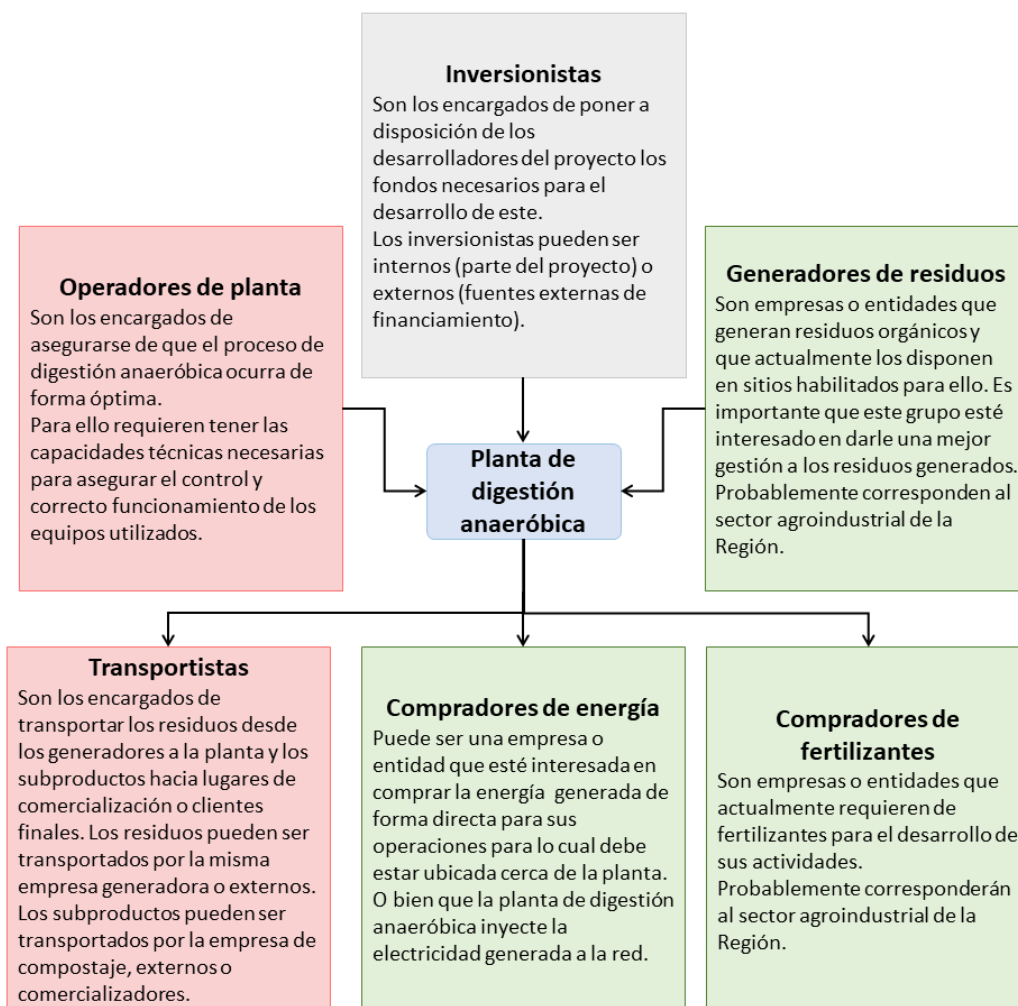 Inversionistas
Son los encargados de poner a
disposición de los
desarrolladores del proyecto los
fondos necesarios para el
desarrollo de este.
Los inversionistas pueden ser
internos (parte del proyecto) o
externos (fuentes externas de
financiamiento).
Operadores de planta
Son los encargados de
asegurarse de que el proceso de
digestión anaeróbica ocurra de
forma óptima.
Para ello requieren tener las
capacidades técnicas necesarias
para asegurar el control y
correcto funcionamiento de los
equipos utilizados.
Generadores de residuos
Son empresas o entidades que
generan residuos orgánicos y
que actualmente los disponen
en sitios habilitados para ello. Es
importante que este grupo esté
interesado en darle una mejor
gestión a los residuos generados.
Probablemente corresponden al
sector agroindustrial de la
Región.
Planta de
digestión
anaeróbica
Transportistas
Son los encargados de
transportar los residuos desde
los generadores a la planta y los
subproductos hacia lugares de
comercialización o clientes
finales. Los residuos pueden ser
transportados por la misma
empresa generadora o externos.
Los subproductos pueden ser
transportados por la empresa de
compostaje, externos o
comercializadores.
Compradores de energía
Puede ser una empresa o
entidad que esté interesada en
comprar la energía generada de
forma directa para sus
operaciones para lo cual debe
estar ubicada cerca de la planta.
O bien que la planta de digestión
anaeróbica inyecte la
electricidad generada a la red.
Compradores de
fertilizantes
Son empresas o entidades que
actualmente requieren de
fertilizantes para el desarrollo de
sus actividades.
Probablemente corresponderán
al sector agroindustrial de la
Región.